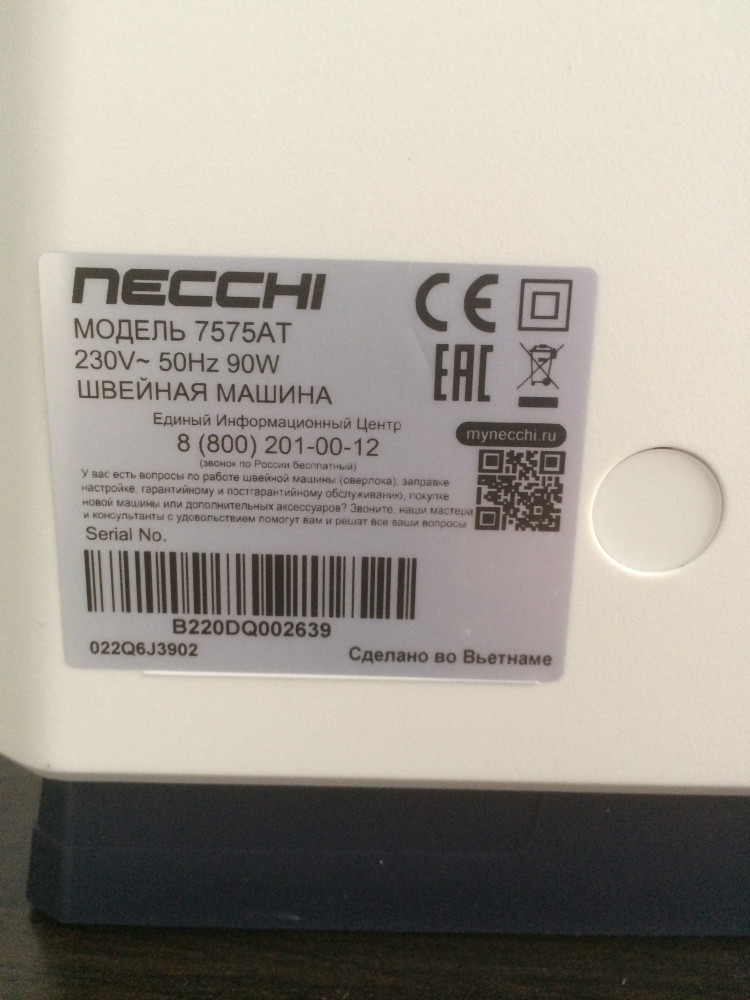 NECCHI
МОДЕЛЬ 7575AT
230V~ 50Hz 90W
ШВЕЙНАЯ МАШИНА
CE
EAC
Единый Информационный Центр
8 (800) 201-00-12
(звонок по России бесплатный)
mynecchi.ru
У вас есть вопросы по работе швейной машины (оверлока), заправке
настройке, гарантийному и постгарантийному обслуживанию, покупке
новой машины или дополнительных аксессуаров? Звоните, наши мастера
и консультанты с удовольствием помогут вам и решат все ваши вопросы
Serial No.
B220DQ002639
022Q6J3902
Сделано во Вьетнаме